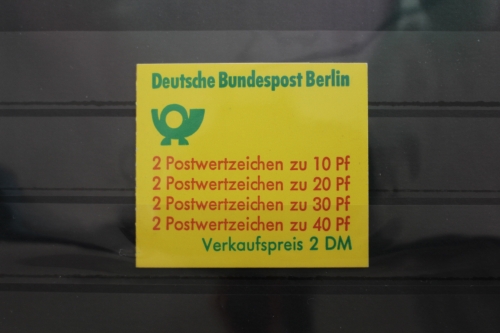 Deutsche Bundespost Berlin
2 Postwertzeichen zu 10 Pf
2 Postwertzeichen zu 20 Pf
2 Postwertzeichen zu 30 Pf
2 Postwertzeichen zu 40 Pf
Verkaufspreis 2 DM